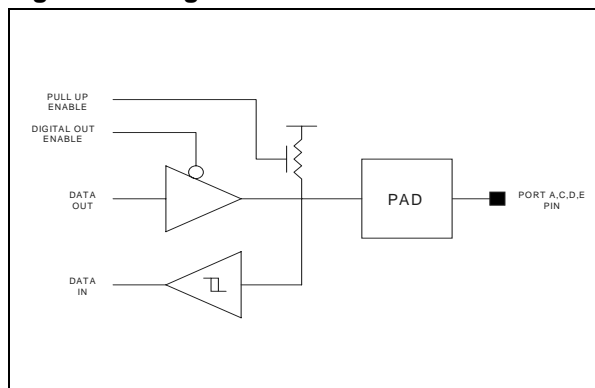 PULL UP
ENABLE
DIGITAL OUT
ENABLE
DATA
OUT
PAD
PORT A,C,D,E
PIN
DATA
IN